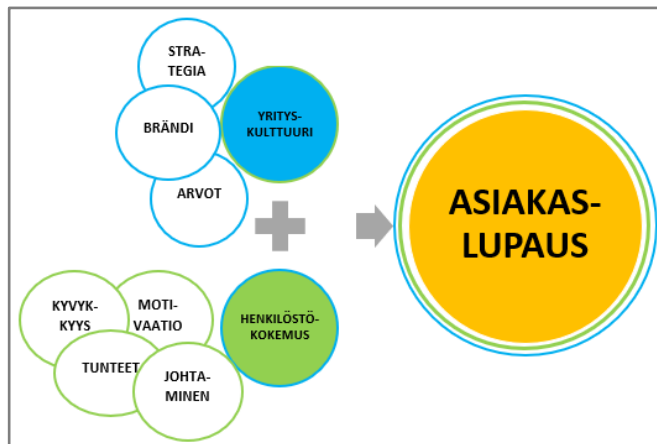 STRA-
TEGIA
BRÄNDI
ARVOT
YRITYS-
KULTTUURI
KYVYK-
KYYS
MOTI-
VAATIO
TUNTEET
JOHTA-
MINEN
HENKILÖSTÖ-
KOKEMUS
ASIAKAS-
LUPAUS